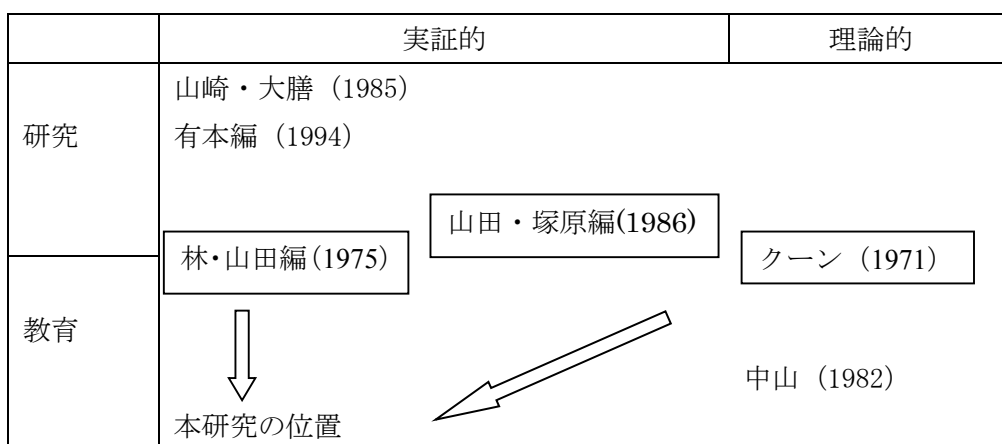 実証的
理論的
研究
山崎・大膳（1985）
有本編（1994）
山田・塚原編(1986)
林・山田編(1975)
クーン（1971）
教育
中山（1982）
本研究の位置